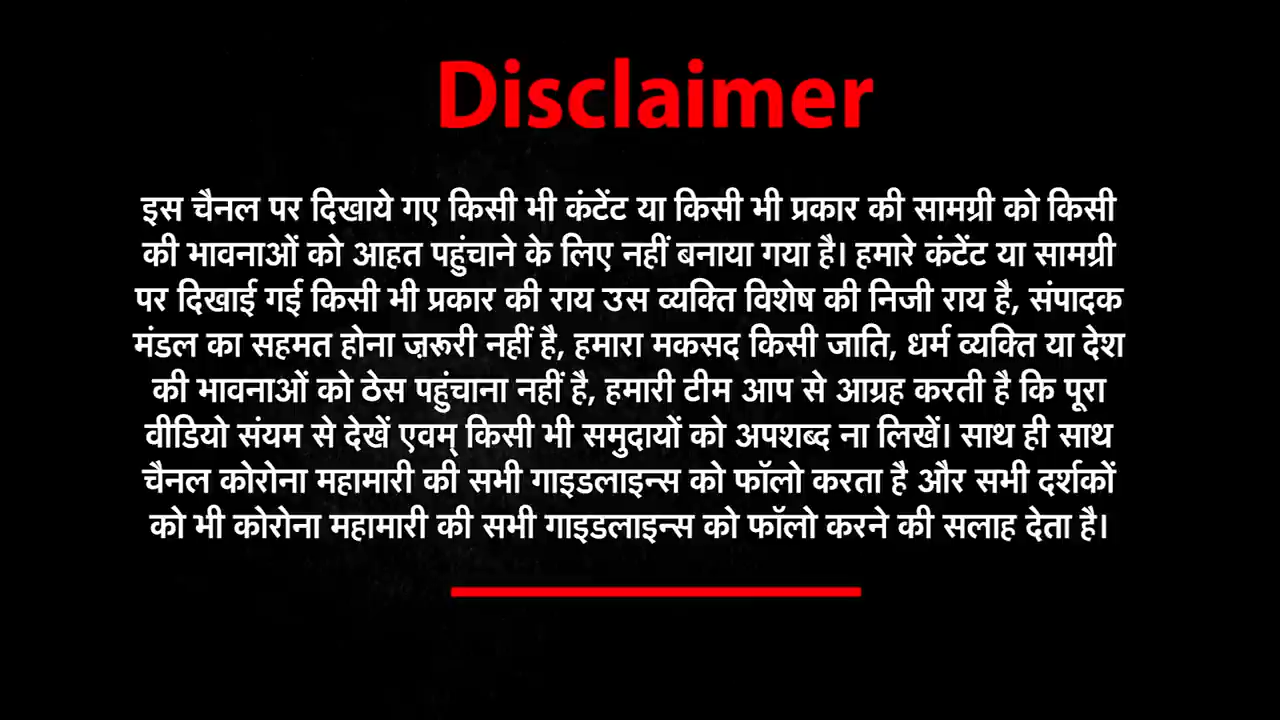 Disclaimer
इस चैनल पर दिखाये गए किसी भी कंटेंट या किसी भी प्रकार की सामग्री को किसी
की भावनाओं को आहत पहुंचाने के लिए नहीं बनाया गया है। हमारे कंटेंट या सामग्री
पर दिखाई गई किसी भी प्रकार की राय उस व्यक्ति विशेष की निजी राय है, संपादक
मंडल का सहमत होना ज़रूरी नहीं है, हमारा मकसद किसी जाति, धर्म व्यक्ति या देश
की भावनाओं को ठेस पहुंचाना नहीं है, हमारी टीम आप से आग्रह करती है कि पूरा
वीडियो संयम से देखें एवम् किसी भी समुदायों को अपशब्द ना लिखें। साथ ही साथ
चैनल कोरोना महामारी की सभी गाइडलाइन्स को फॉलो करता है और सभी दर्शकों
को भी कोरोना महामारी की सभी गाइडलाइन्स को फॉलो करने की सलाह देता है।